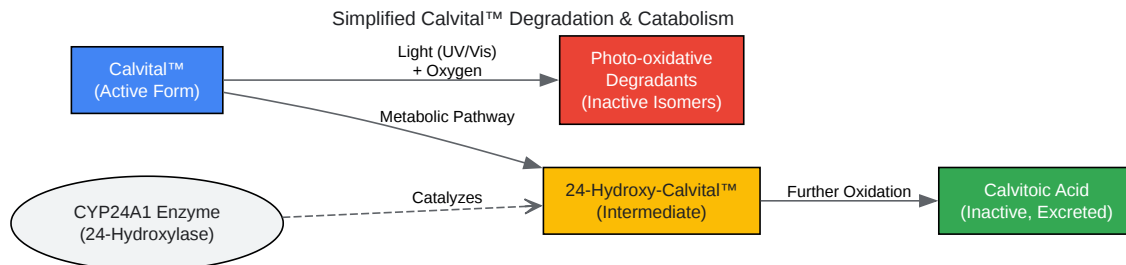 Simplified Calvital™ Degradation & Catabolism
Calvital™
(Active Form)
Light (UV/Vis)
+ Oxygen
Photo-oxidative
Degradants
(Inactive Isomers)
Metabolic Pathway
CYP24A1 Enzyme
(24-Hydroxylase)
Catalyzes
24-Hydroxy-Calvital™
(Intermediate)
Further Oxidation
Calvitoic Acid
(Inactive, Excreted)